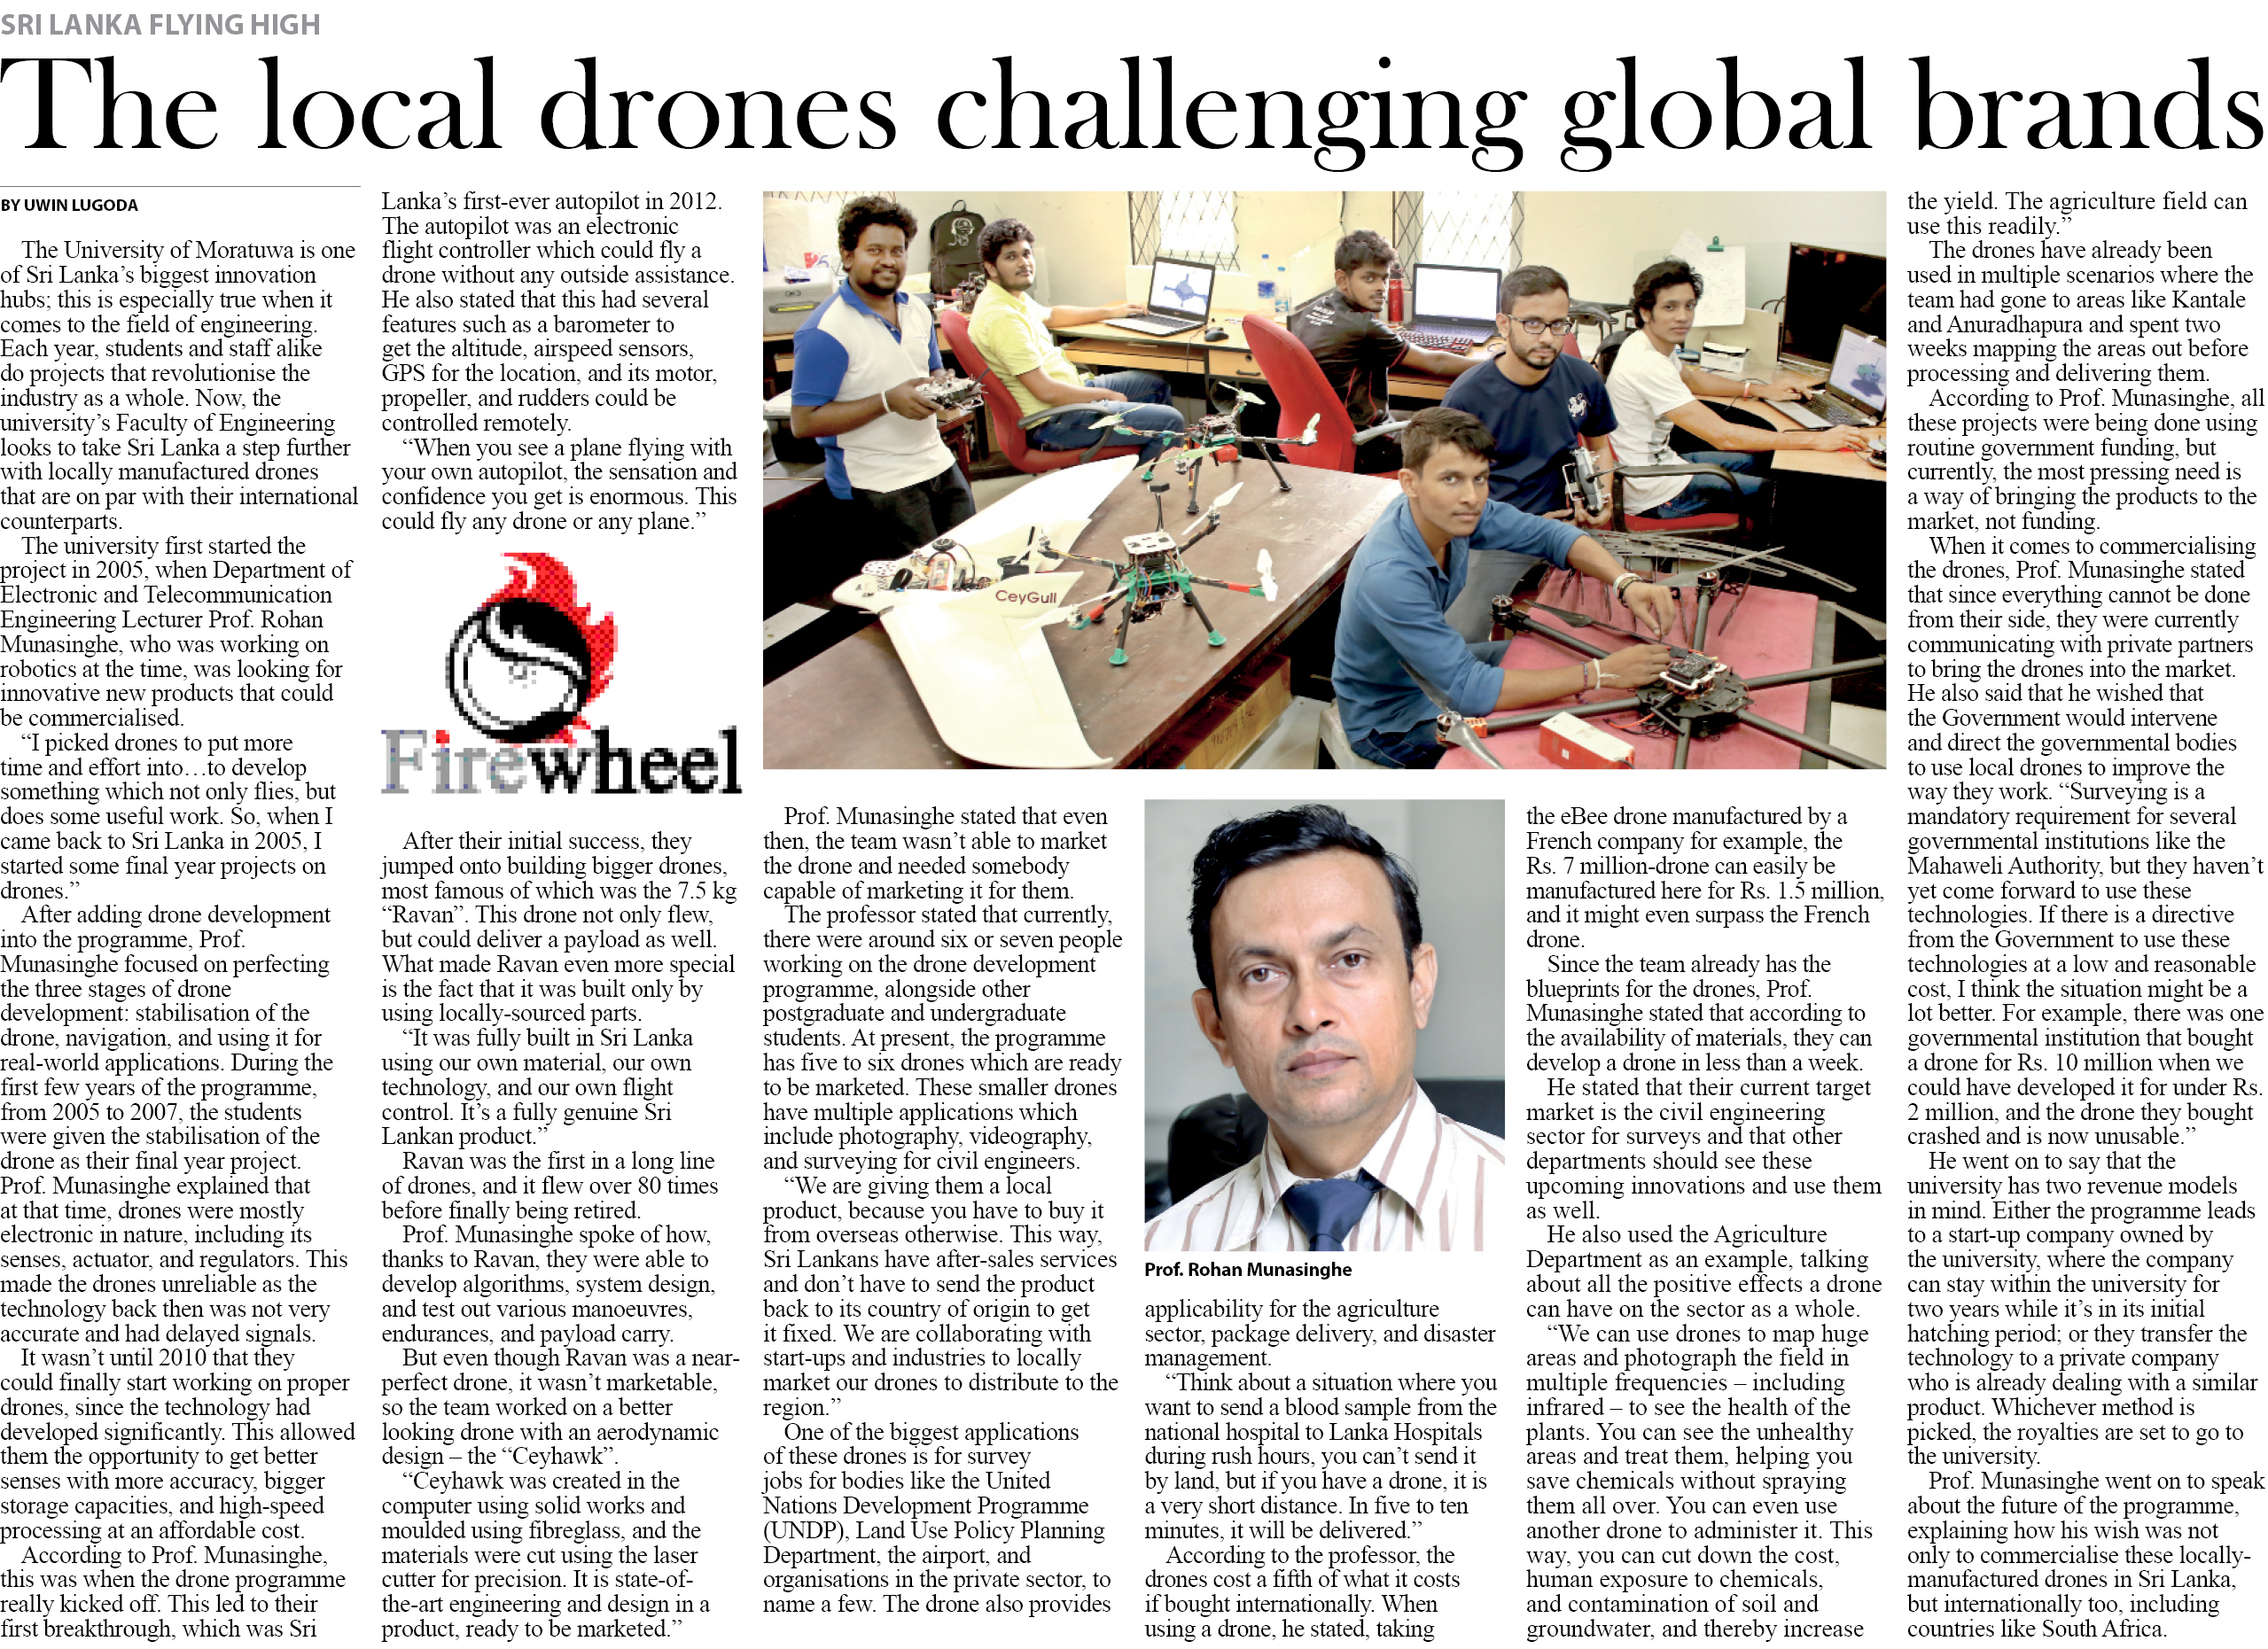 SRI LANKA FLYING HIGH
The local drones challenging global brands
BY UWIN LUGODA
The University of Moratuwa is one
of Sri Lanka's biggest innovation
hubs; this is especially true when it
comes to the field of engineering.
Each year, students and staff alike
do projects that revolutionise the
industry as a whole. Now, the
university's Faculty of Engineering
looks to take Sri Lanka a step further
with locally manufactured drones
that are on par with their international
counterparts.
The university first started the
project in 2005, when Department of
Electronic and Telecommunication
Engineering Lecturer Prof. Rohan
Munasinghe, who was working on
robotics at the time, was looking for
innovative new products that could
be commercialised.
“I picked drones to put more
time and effort into…to develop
something which not only flies, but
does some useful work. So, when I
came back to Sri Lanka in 2005, I
started some final year projects on
drones.”
After adding drone development
into the programme, Prof.
Munasinghe focused on perfecting
the three stages of drone
development: stabilisation of the
drone, navigation, and using it for
real-world applications. During the
first few years of the programme,
from 2005 to 2007, the students
were given the stabilisation of the
drone as their final year project.
Prof. Munasinghe explained that
at that time, drones were mostly
electronic in nature, including its
senses, actuator, and regulators. This
made the drones unreliable as the
technology back then was not very
accurate and had delayed signals.
It wasn't until 2010 that they
could finally start working on proper
drones, since the technology had
developed significantly. This allowed
them the opportunity to get better
senses with more accuracy, bigger
storage capacities, and high-speed
processing at an affordable cost.
According to Prof. Munasinghe,
this was when the drone programme
really kicked off. This led to their
first breakthrough, which was Sri
Lanka's first-ever autopilot in 2012.
The autopilot was an electronic
flight controller which could fly a
drone without any outside assistance.
He also stated that this had several
features such as a barometer to
get the altitude, airspeed sensors,
GPS for the location, and its motor,
propeller, and rudders could be
controlled remotely.
“When you see a plane flying with
your own autopilot, the sensation and
confidence you get is enormous. This
could fly any drone or any plane.”
Firewheel
After their initial success, they
jumped onto building bigger drones,
most famous of which was the 7.5 kg
“Ravan”. This drone not only flew,
but could deliver a payload as well.
What made Ravan even more special
is the fact that it was built only by
using locally-sourced parts.
“It was fully built in Sri Lanka
using our own material, our own
technology, and our own flight
control. It's a fully genuine Sri
Lankan product.”
Ravan was the first in a long line
of drones, and it flew over 80 times
before finally being retired.
Prof. Munasinghe spoke of how,
thanks to Ravan, they were able to
develop algorithms, system design,
and test out various manoeuvres,
endurances, and payload carry.
But even though Ravan was a near-
perfect drone, it wasn't marketable,
so the team worked on a better
looking drone with an aerodynamic
design – the “Ceyhawk”.
“Ceyhawk was created in the
computer using solid works and
moulded using fibreglass, and the
materials were cut using the laser
cutter for precision. It is state-of-
the-art engineering and design in a
product, ready to be marketed.”
CeyGull
Prof. Munasinghe stated that even
then, the team wasn't able to market
the drone and needed somebody
capable of marketing it for them.
The professor stated that currently,
there were around six or seven people
working on the drone development
programme, alongside other
postgraduate and undergraduate
students. At present, the programme
has five to six drones which are ready
to be marketed. These smaller drones
have multiple applications which
include photography, videography,
and surveying for civil engineers.
“We are giving them a local
product, because you have to buy it
from overseas otherwise. This way,
Sri Lankans have after-sales services
and don't have to send the product
back to its country of origin to get
it fixed. We are collaborating with
start-ups and industries to locally
market our drones to distribute to the
region.”
One of the biggest applications
of these drones is for survey
jobs for bodies like the United
Nations Development Programme
(UNDP), Land Use Policy Planning
Department, the airport, and
organisations in the private sector, to
name a few. The drone also provides
Prof. Rohan Munasinghe
applicability for the agriculture
sector, package delivery, and disaster
management.
“Think about a situation where you
want to send a blood sample from the
national hospital to Lanka Hospitals
during rush hours, you can't send it
by land, but if you have a drone, it is
a very short distance. In five to ten
minutes, it will be delivered.”
According to the professor, the
drones cost a fifth of what it costs
if bought internationally. When
using a drone, he stated, taking
the eBee drone manufactured by a
French company for example, the
Rs. 7 million-drone can easily be
manufactured here for Rs. 1.5 million,
and it might even surpass the French
drone.
Since the team already has the
blueprints for the drones, Prof.
Munasinghe stated that according to
the availability of materials, they can
develop a drone in less than a week.
He stated that their current target
market is the civil engineering
sector for surveys and that other
departments should see these
upcoming innovations and use them
as well.
He also used the Agriculture
Department as an example, talking
about all the positive effects a drone
can have on the sector as a whole.
“We can use drones to map huge
areas and photograph the field in
multiple frequencies – including
infrared – to see the health of the
plants. You can see the unhealthy
areas and treat them, helping you
save chemicals without spraying
them all over. You can even use
another drone to administer it. This
way, you can cut down the cost,
human exposure to chemicals,
and contamination of soil and
groundwater, and thereby increase
the yield. The agriculture field can
use this readily.”
The drones have already been
used in multiple scenarios where the
team had gone to areas like Kantale
and Anuradhapura and spent two
weeks mapping the areas out before
processing and delivering them.
According to Prof. Munasinghe, all
these projects were being done using
routine government funding, but
currently, the most pressing need is
a way of bringing the products to the
market, not funding.
When it comes to commercialising
the drones, Prof. Munasinghe stated
that since everything cannot be done
from their side, they were currently
communicating with private partners
to bring the drones into the market.
He also said that he wished that
the Government would intervene
and direct the governmental bodies
to use local drones to improve the
way they work. “Surveying is a
mandatory requirement for several
governmental institutions like the
Mahaweli Authority, but they haven't
yet come forward to use these
technologies. If there is a directive
from the Government to use these
technologies at a low and reasonable
cost, I think the situation might be a
lot better. For example, there was one
governmental institution that bought
a drone for Rs. 10 million when we
could have developed it for under Rs.
2 million, and the drone they bought
crashed and is now unusable.”
He went on to say that the
university has two revenue models
in mind. Either the programme leads
to a start-up company owned by
the university, where the company
can stay within the university for
two years while it's in its initial
hatching period; or they transfer the
technology to a private company
who is already dealing with a similar
product. Whichever method is
picked, the royalties are set to go to
the university.
Prof. Munasinghe went on to speak
about the future of the programme,
explaining how his wish was not
only to commercialise these locally-
manufactured drones in Sri Lanka,
but internationally too, including
countries like South Africa.